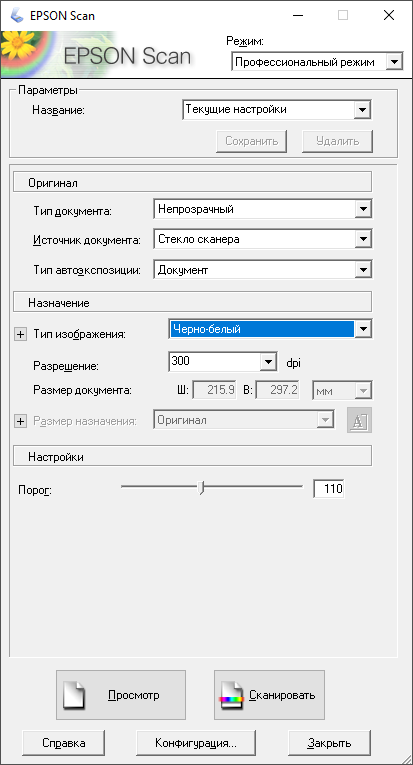 EPSON Scan
EPSON Scan
Режим:
Профессиональный режим
Параметры
Название:
Текущие настройки
Сохранить
Удалить
Оригинал
Тип документа:
Непрозрачный
Источник документа:
Стекло сканера
Тип автоэкспозиции:
Документ
Назначение
+ Тип изображения:
Черно-белый
Разрешение:
300
dpi
Размер документа:
Ш: 215.9 В: 297.2 мм
+ Размер назначения:
Оригинал
A
Настройки
Порог:
110
Просмотр
Сканировать
Справка
Конфигурация...
Закрыть